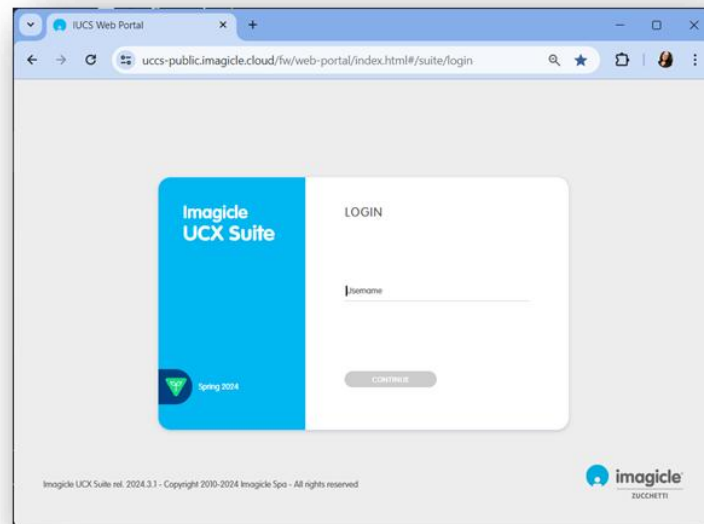 IUCS Web Portal
uccs-public.imagicle.cloud/fw/web-portal/index.html#/suite/login
Imagicle
UCX Suite
LOGIN
Username
CONTINUE
Spring 2024
Imagicle UCX Suite rel. 2024.3.1 - Copyright 2010-2024 Imagicle Spa - All rights reserved
imagicle
ZUCCHETTI